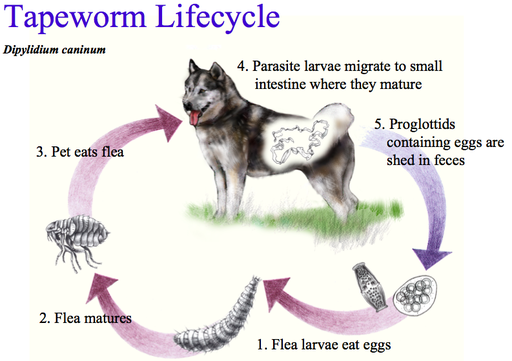 Tapeworm Lifecycle
Dipylidium caninum
4. Parasite larvae migrate to small
intestine where they mature
5. Proglottids
containing eggs are
shed in feces
3. Pet eats flea
2. Flea matures
1. Flea larvae eat eggs